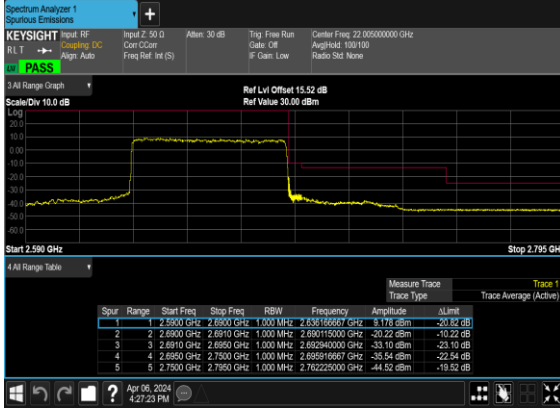 Spectrum Analyzer 1
Spurious Emissions
+
KEYSIGHT Input: RF Input Z: 50 Ω Atten: 30 dB Trig: Free Run Center Freq: 22.005000000 GHz
RLT Coupling: DC Corr CCorr Gate: Off Avg|Hold: 100/100
Align: Auto Freq Ref: Int (S) IF Gain: Low Radio Std: None
PASS
3.All Range Graph
Ref Lvl Offset 15.52 dB
Scale/Div 10.0 dB Ref Value 30.00 dBm
Log
20.0
10.0
0.00
-10.0
-20.0
-30.0
-40.0
-50.0
-60.0
Start 2.590 GHz Stop 2.795 GH
4.All Range Table
Measure Trace Trace 1
Trace Type Trace Average (Active)
Spur Range Start Freq Stop Freq RBW Frequency Amplitude ΔLimit
1 1 2.5900 GHz 2.6900 GHz 1.000 MHz 2.636166667 GHz 9.176 dBm -20.82 dB
2 2 2.6900 GHz 2.6910 GHz 1.000 MHz 2.690115000 GHz -20.22 dBm -10.22 dB
3 3 2.6910 GHz 2.6950 GHz 1.000 MHz 2.692940000 GHz -33.10 dBm -23.10 dB
4 4 2.6950 GHz 2.7500 GHz 1.000 MHz 2.695916667 GHz -35.54 dBm -22.54 dB
5 5 2.7500 GHz 2.7950 GHz 1.000 MHz 2.762225000 GHz -44.52 dBm -19.52 dB
?
Apr 06, 2024
4:27:23 PM